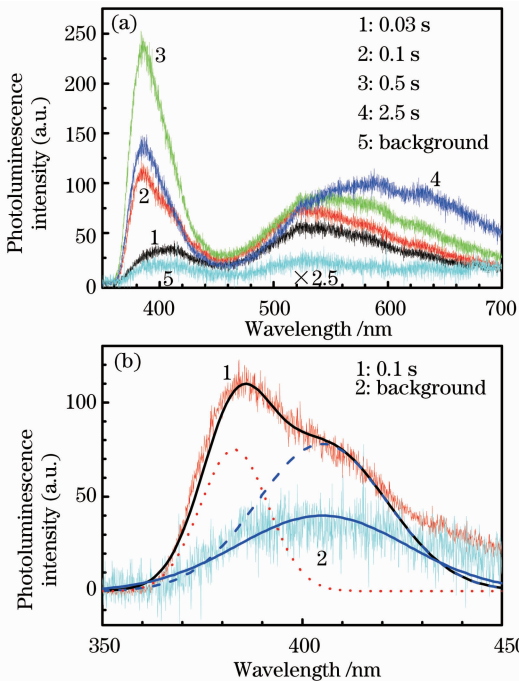 (a)
1: 0.03 s
2: 0.1 s
3: 0.5 s
4: 2.5 s
5: background
3
2
1
5
4
×2.5
250
200
150
100
50
0
Photoluminescence
intensity (a.u.)
400
500
600
700
Wavelength /nm
(b)
1: 0.1 s
2: background
1
2
100
50
0
Photoluminescence
intensity (a.u.)
350
400
450
Wavelength /nm